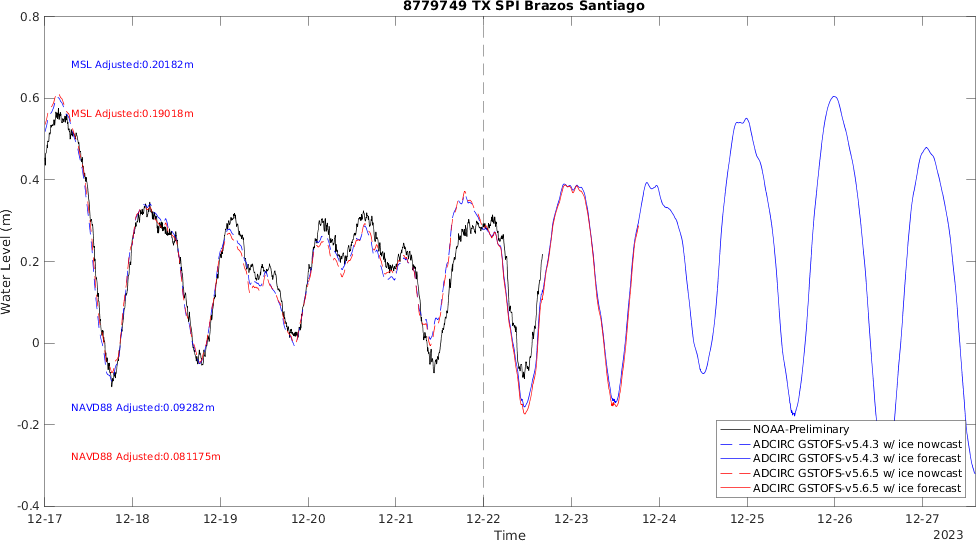 8779749 TX SPI Brazos Santiago
0.8
MSL Adjusted:0.20182m
0.6
MSL Adjusted:0.19018m
0.4
Water Level (m)
0.2
0
NAVD88 Adjusted:0.09282m
-0.2
NOAA-Preliminary
ADCIRC GSTOFS-v5.4.3 w/ ice nowcast
NAVD88 Adjusted:0.081175m
ADCIRC GSTOFS-v5.4.3 w/ ice forecast
ADCIRC GSTOFS-v5.6.5 w/ ice nowcast
ADCIRC GSTOFS-v5.6.5 w/ ice forecast
-0.4
12-17 12-18 12-19 12-20 12-21 12-22 12-23 12-24 12-25 12-26 12-27
Time
2023